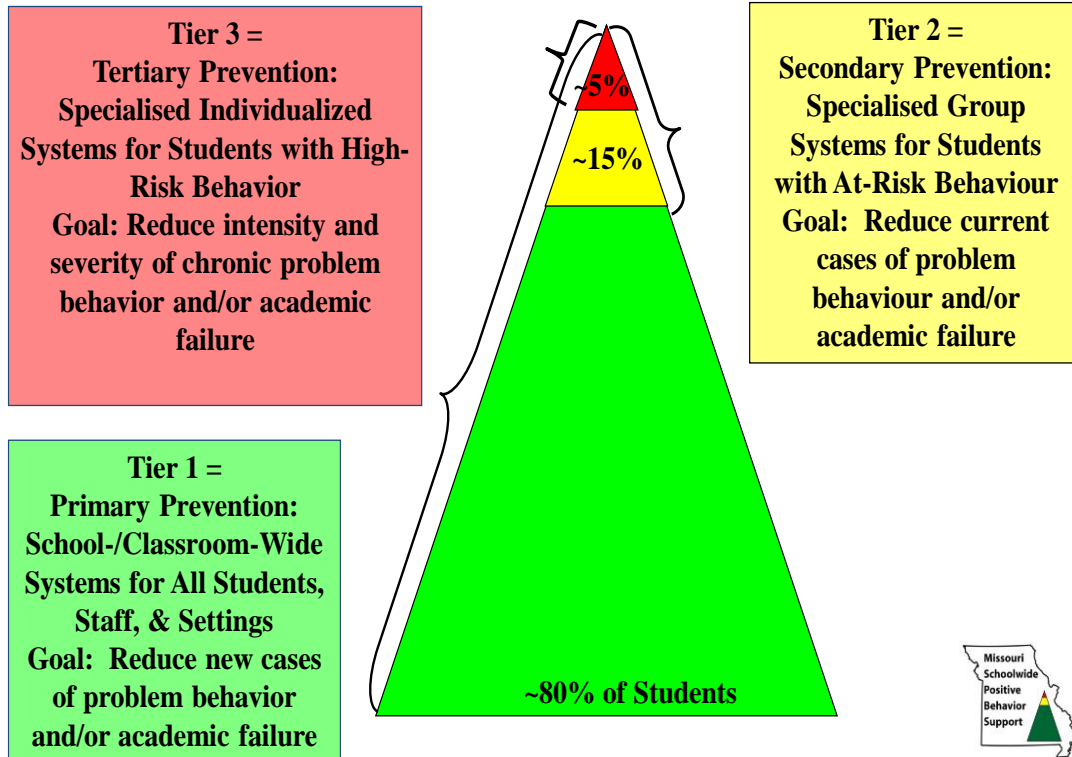 Tier 3 =
Tertiary Prevention:
Specialised Individualized
Systems for Students with High-
Risk Behavior
Goal: Reduce intensity and
severity of chronic problem
behavior and/or academic
failure
~5%
~15%
~80% of Students
Tier 2 =
Secondary Prevention:
Specialised Group
Systems for Students
with At-Risk Behaviour
Goal: Reduce current
cases of problem
behaviour and/or
academic failure
Tier 1 =
Primary Prevention:
School-/Classroom-Wide
Systems for All Students,
Staff, & Settings
Goal: Reduce new cases
of problem behavior
and/or academic failure
Missouri
Schoolwide
Positive
Behavior
Support